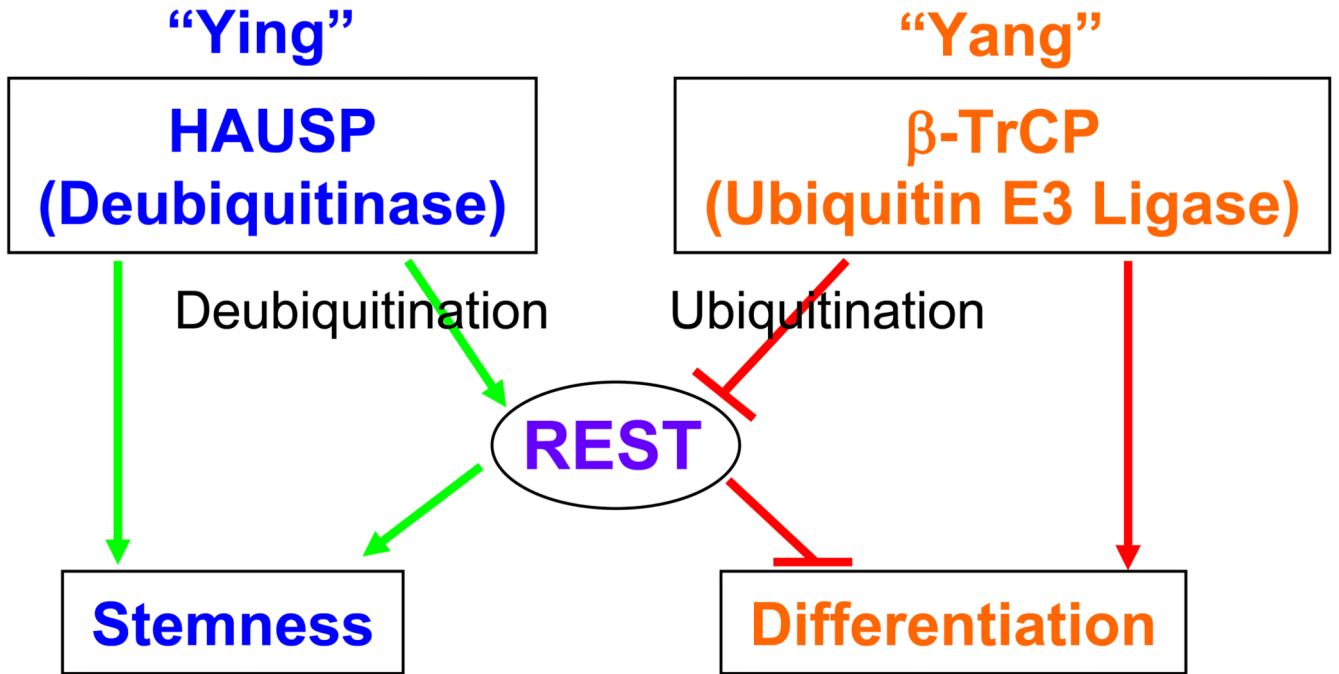 “Ying”
HAUSP
(Deubiquitinase)
“Yang”
β-TrCP
(Ubiquitin E3 Ligase)
Deubiquitination
Ubiquitination
REST
Stemness
Differentiation